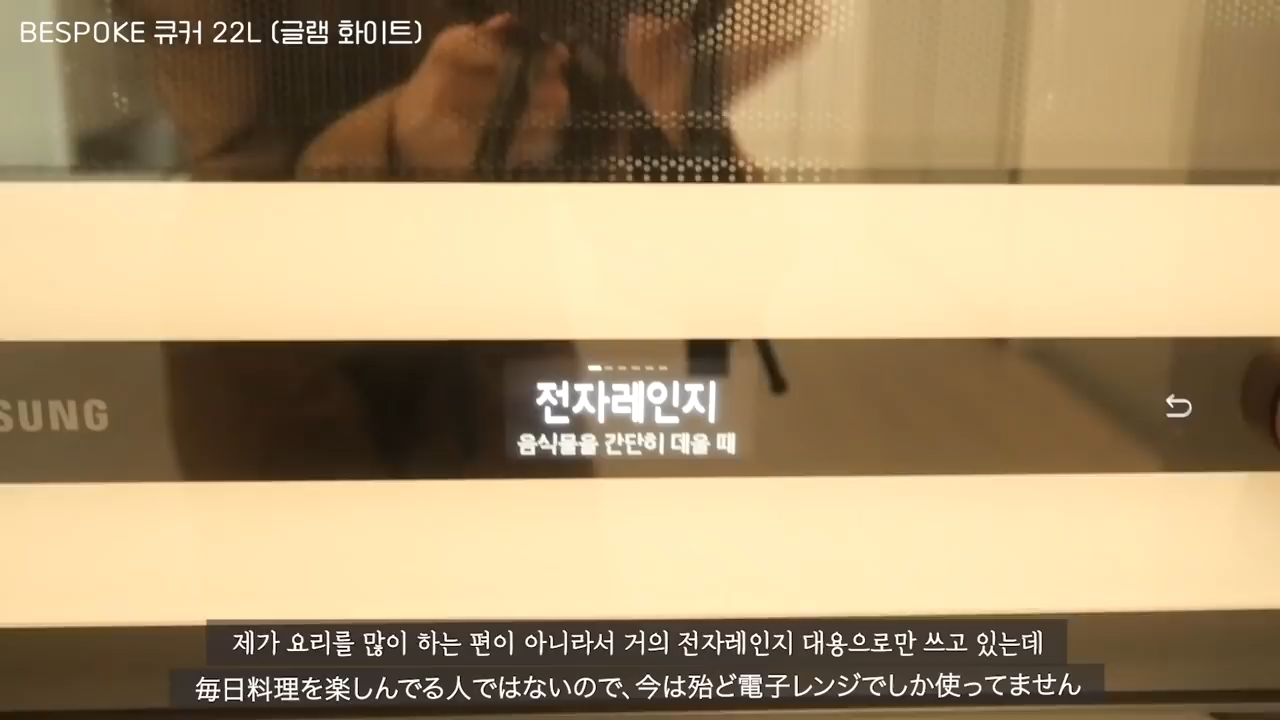 BESPOKE 큐커 22L (글램 화이트)
전자레인지
음식물을 간단히 데울 때
SUNG
제가 요리를 많이 하는 편이 아니라서 거의 전자레인지 대용으로만 쓰고 있는데
毎日料理を楽しんでる人ではないので、今は殆ど電子レンジでしか使ってません